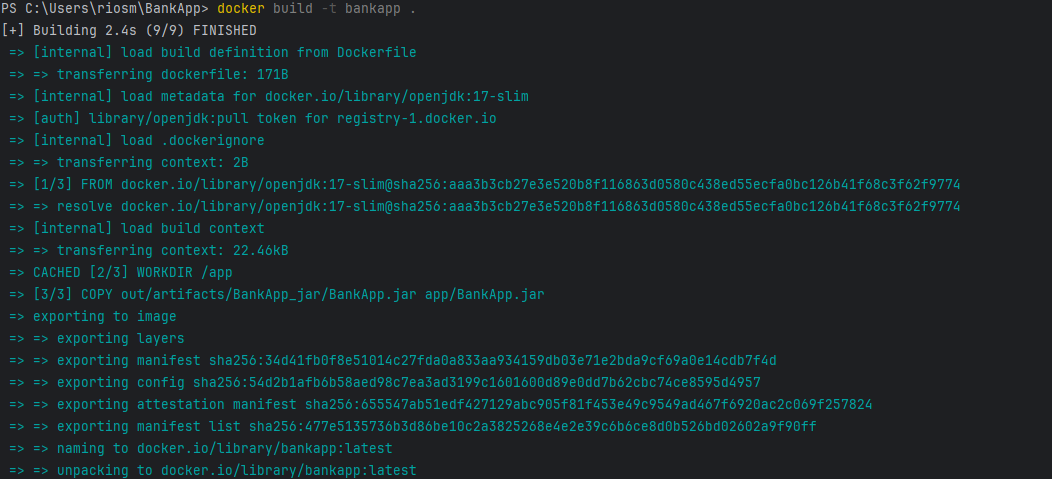 PS C:\Users\riosm\BankApp> docker build -t bankapp .
[+] Building 2.4s (9/9) FINISHED
=> [internal] load build definition from Dockerfile
=> => transferring dockerfile: 171B
=> [internal] load metadata for docker.io/library/openjdk:17-slim
=> [auth] library/openjdk:pull token for registry-1.docker.io
=> [internal] load .dockerignore
=> => transferring context: 2B
=> [1/3] FROM docker.io/library/openjdk:17-slim@sha256:aaa3b3cb27e3e520b8f116863d0580c438ed55ecfa0bc126b41f68c3f62f9774
=> => resolve docker.io/library/openjdk:17-slim@sha256:aaa3b3cb27e3e520b8f116863d0580c438ed55ecfa0bc126b41f68c3f62f9774
=> [internal] load build context
=> => transferring context: 22.46kB
=> CACHED [2/3] WORKDIR /app
=> [3/3] COPY out/artifacts/BankApp_jar/BankApp.jar app/BankApp.jar
=> exporting to image
=> => exporting layers
=> => exporting manifest sha256:34d41fb0f8e51014c27fda0a833aa934159db03e71e2bda9cf69a0e14cdb7f4d
=> => exporting config sha256:54d2b1afb6b58aed98c7ea3ad3199c1601600d89e0dd7b62cbc74ce8595d4957
=> => exporting attestation manifest sha256:655547ab51edf427129abc905f81f453e49c9549ad467f6920ac2c069f257824
=> => exporting manifest list sha256:477e5135736b3d86be10c2a3825268e4e2e39c6b6ce8d0b526bd02602a9f90ff
=> => naming to docker.io/library/bankapp:latest
=> => unpacking to docker.io/library/bankapp:latest